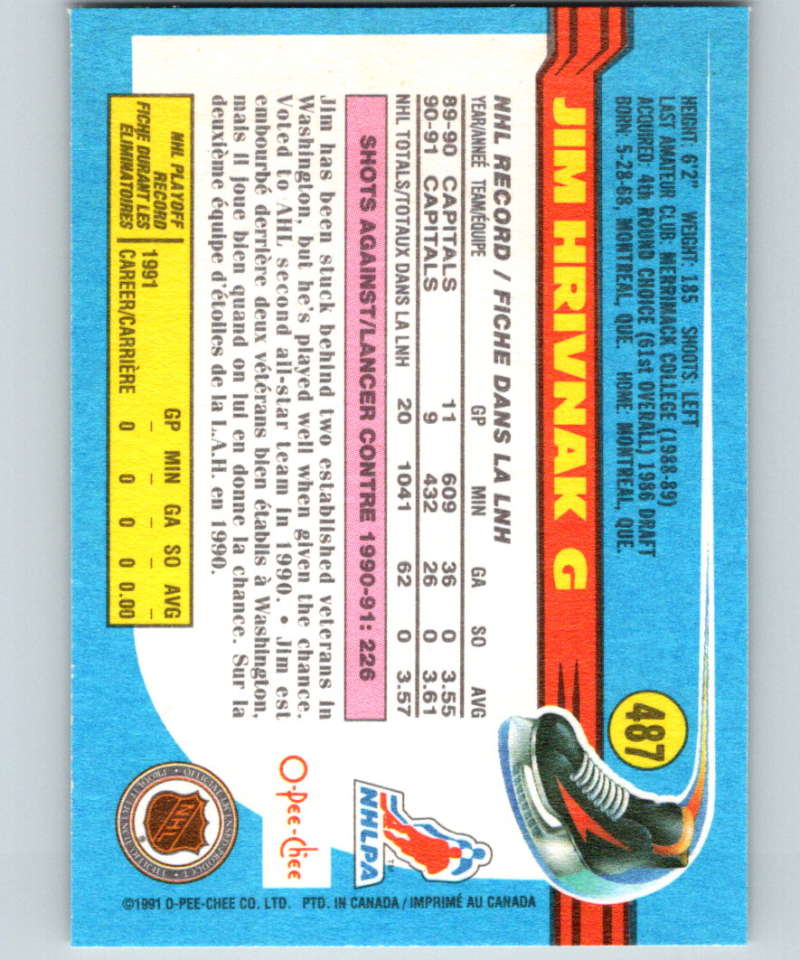 HEIGHT: 6'2" WEIGHT: 185 SHOOTS: LEFT
LAST AMATEUR CLUB: MERRIMACK COLLEGE (1988-89)
ACQUIRED: 4th ROUND CHOICE (61st OVERALL) 1986 DRAFT
BORN: 5-28-68, MONTREAL, QUE. HOME: MONTREAL, QUE.
487
JIM HRIVNAK G
NHL RECORD / FICHE DANS LA LNH
YEAR/ANNEÉ TEAM/ÉQUIPE GP MIN GA SO AVG
89-90 CAPITALS 11 609 36 0 3.55
90-91 CAPITALS 9 432 26 0 3.61
NHL TOTALS/TOTAUX DANS LA LNH 20 1041 62 0 3.57
SHOTS AGAINST/LANCER CONTRE 1990-91: 226
Jim has been stuck behind two established veterans in
Washington, but he's played well when given the chance.
Voted to AHL second all-star team in 1990. • Jim est
embourbé derrière deux vétérans bien établis à Washington,
mais il joue bien quand on lui en donne la chance. Sur la
deuxième équipe d'étoiles de la L.A.H. en 1990.
NHL PLAYOFF
RECORD
FICHE DURANT LES
ÉLIMINATOIRES
GP MIN GA SO AVG
1991 – – – – –
CAREER/CARRIÈRE 0 0 0 0 0.00
NHLPA
TM
O-Pee-Chee
NHL
®
©1991 O-PEE-CHEE CO. LTD. PTD. IN CANADA / IMPRIMÉ AU CANADA